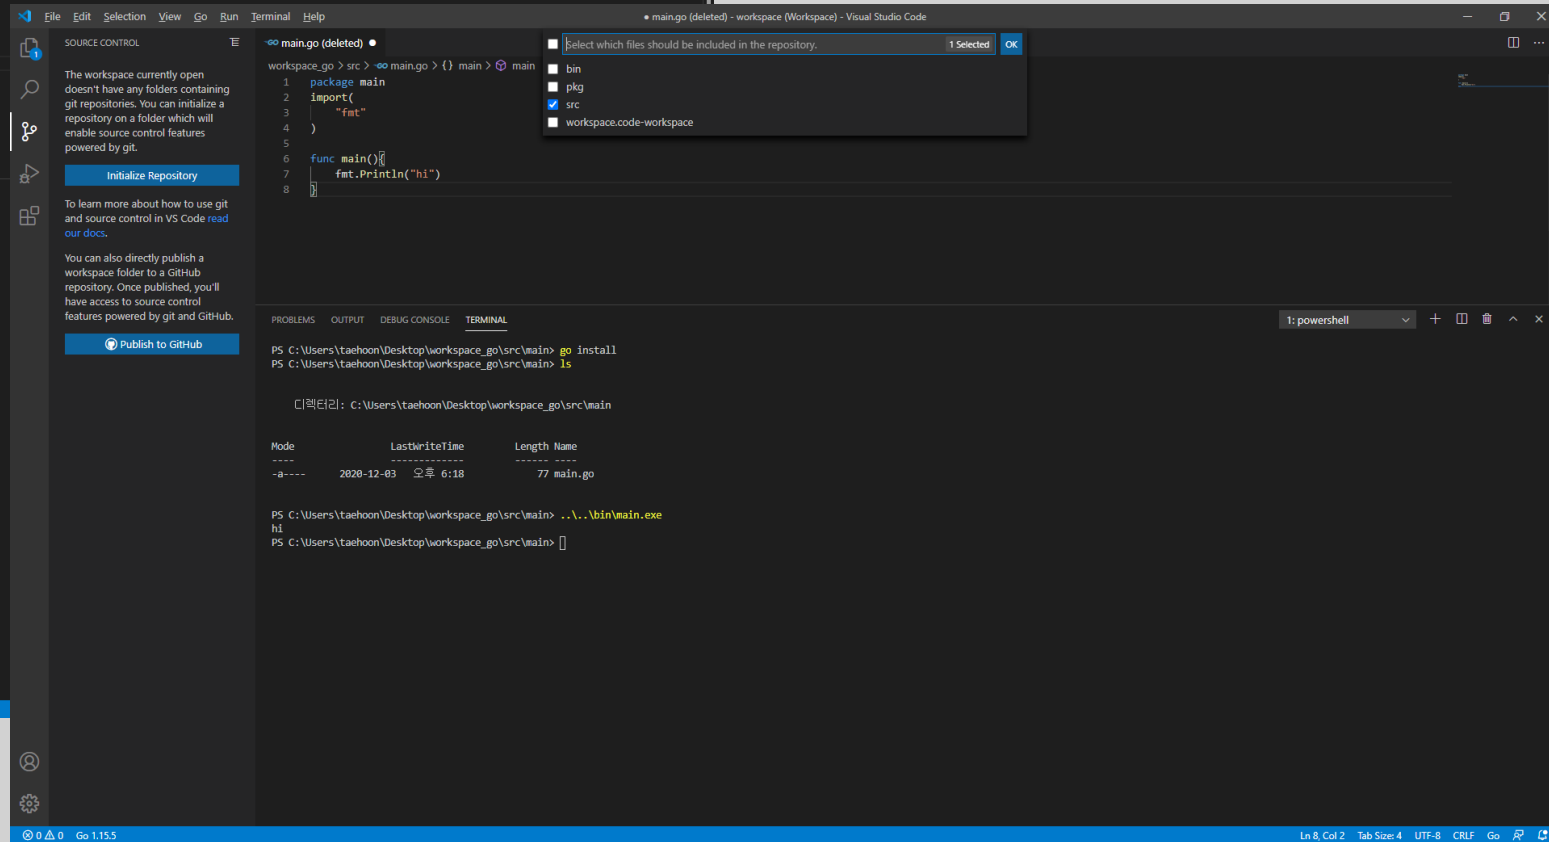 File Edit Selection View Go Run Terminal Help
● main.go (deleted) - workspace (Workspace) - Visual Studio Code
1
SOURCE CONTROL
The workspace currently open
doesn't have any folders containing
git repositories. You can initialize a
repository on a folder which will
enable source control features
powered by git.
Initialize Repository
To learn more about how to use git
and source control in VS Code read
our docs.
You can also directly publish a
workspace folder to a GitHub
repository. Once published, you'll
have access to source control
features powered by git and GitHub.
Publish to GitHub
GO main.go (deleted) ●
workspace_go > src > GO main.go > {} main > main
Select which files should be included in the repository. 1 Selected OK
bin
pkg
src
workspace.code-workspace
1 package main
2 import(
3 "fmt"
4 )
5
6 func main(){
7 fmt.Println("hi")
8 }
PROBLEMS OUTPUT DEBUG CONSOLE TERMINAL
1: powershell
PS C:\Users\taehoon\Desktop\workspace_go\src\main> go install
PS C:\Users\taehoon\Desktop\workspace_go\src\main> ls
디렉터리: C:\Users\taehoon\Desktop\workspace_go\src\main
Mode LastWriteTime Length Name
---- ------------- ------ ----
-a---- 2020-12-03 오후 6:18 77 main.go
PS C:\Users\taehoon\Desktop\workspace_go\src\main> ..\..\bin\main.exe
hi
PS C:\Users\taehoon\Desktop\workspace_go\src\main>
0 0 Go 1.15.5
Ln 8, Col 2 Tab Size: 4 UTF-8 CRLF Go